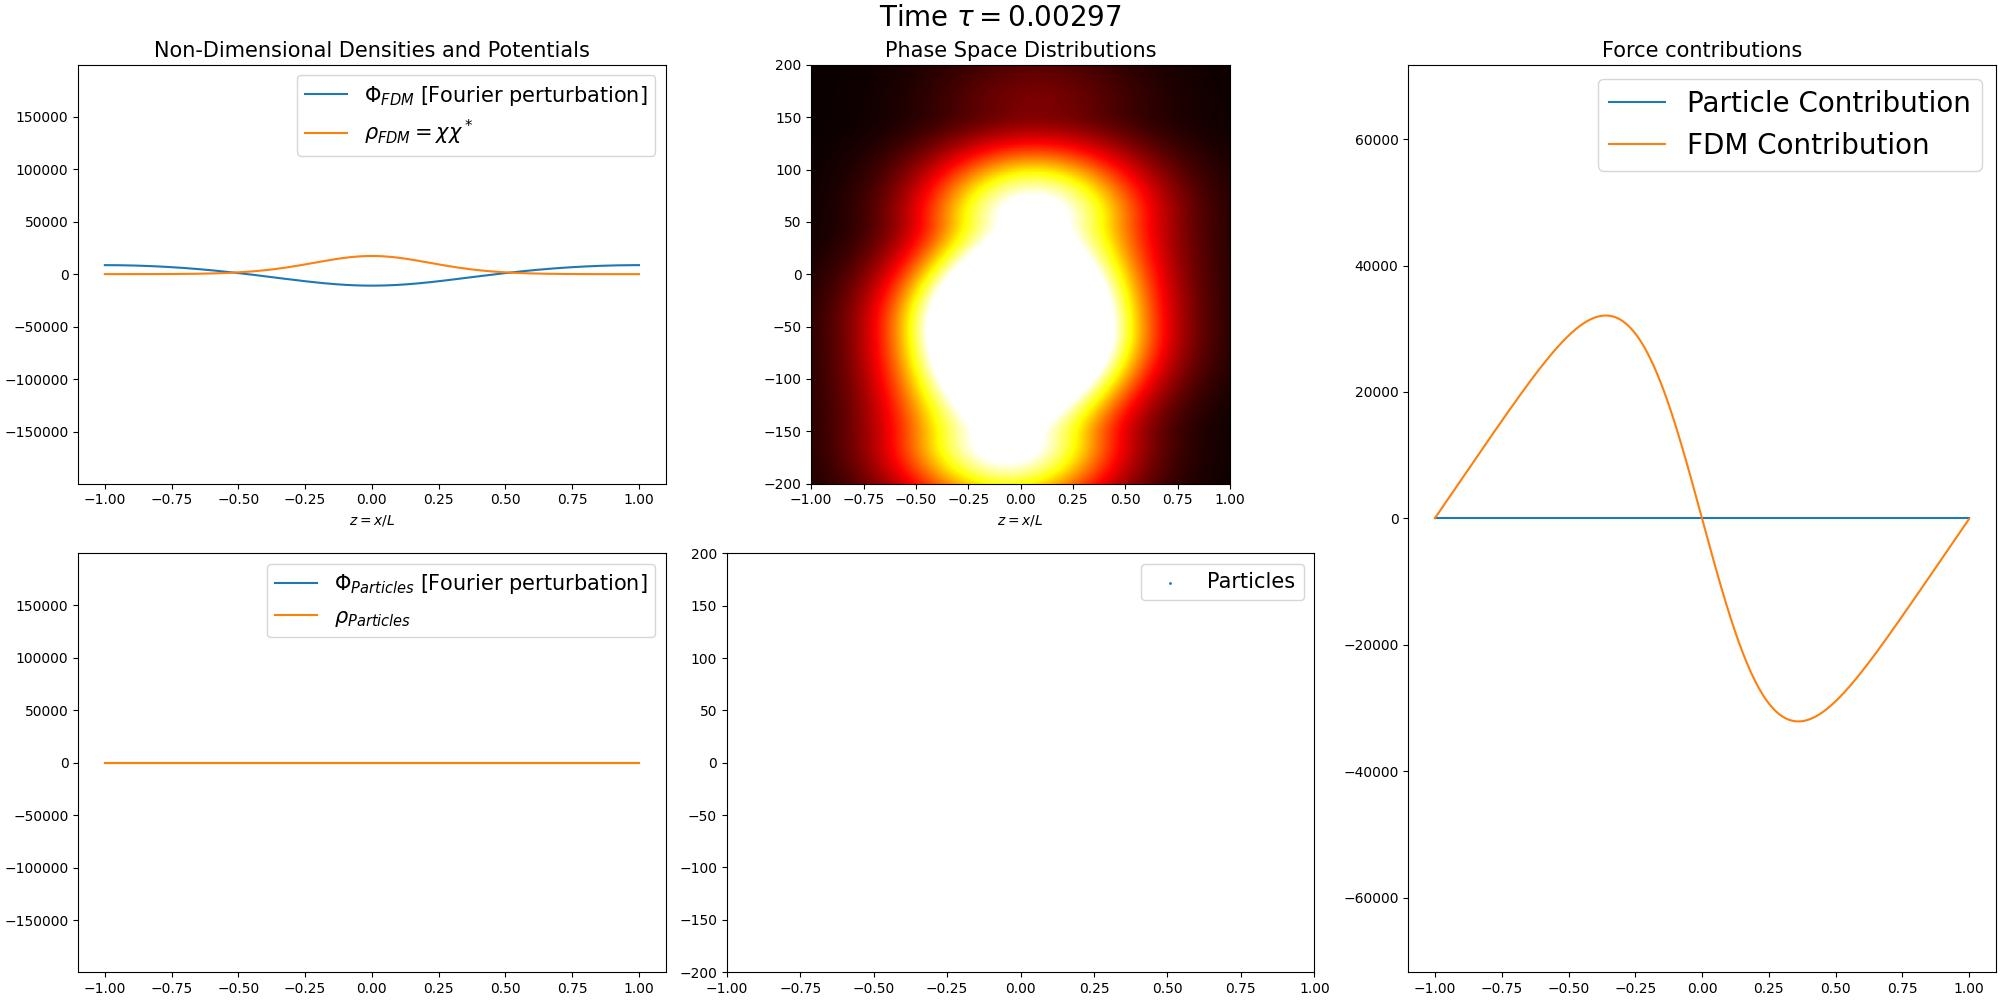 Time τ = 0.00297
Non-Dimensional Densities and Potentials
150000
100000
50000
0
−50000
−100000
−150000
Φ_FDM [Fourier perturbation]
ρ_FDM = χχ*
−1.00 −0.75 −0.50 −0.25 0.00 0.25 0.50 0.75 1.00
z = x/L
Phase Space Distributions
200
150
100
50
0
−50
−100
−150
−200
−1.00 −0.75 −0.50 −0.25 0.00 0.25 0.50 0.75 1.00
z = x/L
Force contributions
60000
40000
20000
0
−20000
−40000
−60000
Particle Contribution
FDM Contribution
−1.00 −0.75 −0.50 −0.25 0.00 0.25 0.50 0.75 1.00
150000
100000
50000
0
−50000
−100000
−150000
Φ_Particles [Fourier perturbation]
ρ_Particles
−1.00 −0.75 −0.50 −0.25 0.00 0.25 0.50 0.75 1.00
200
150
100
50
0
−50
−100
−150
−200
Particles
−1.00 −0.75 −0.50 −0.25 0.00 0.25 0.50 0.75 1.00